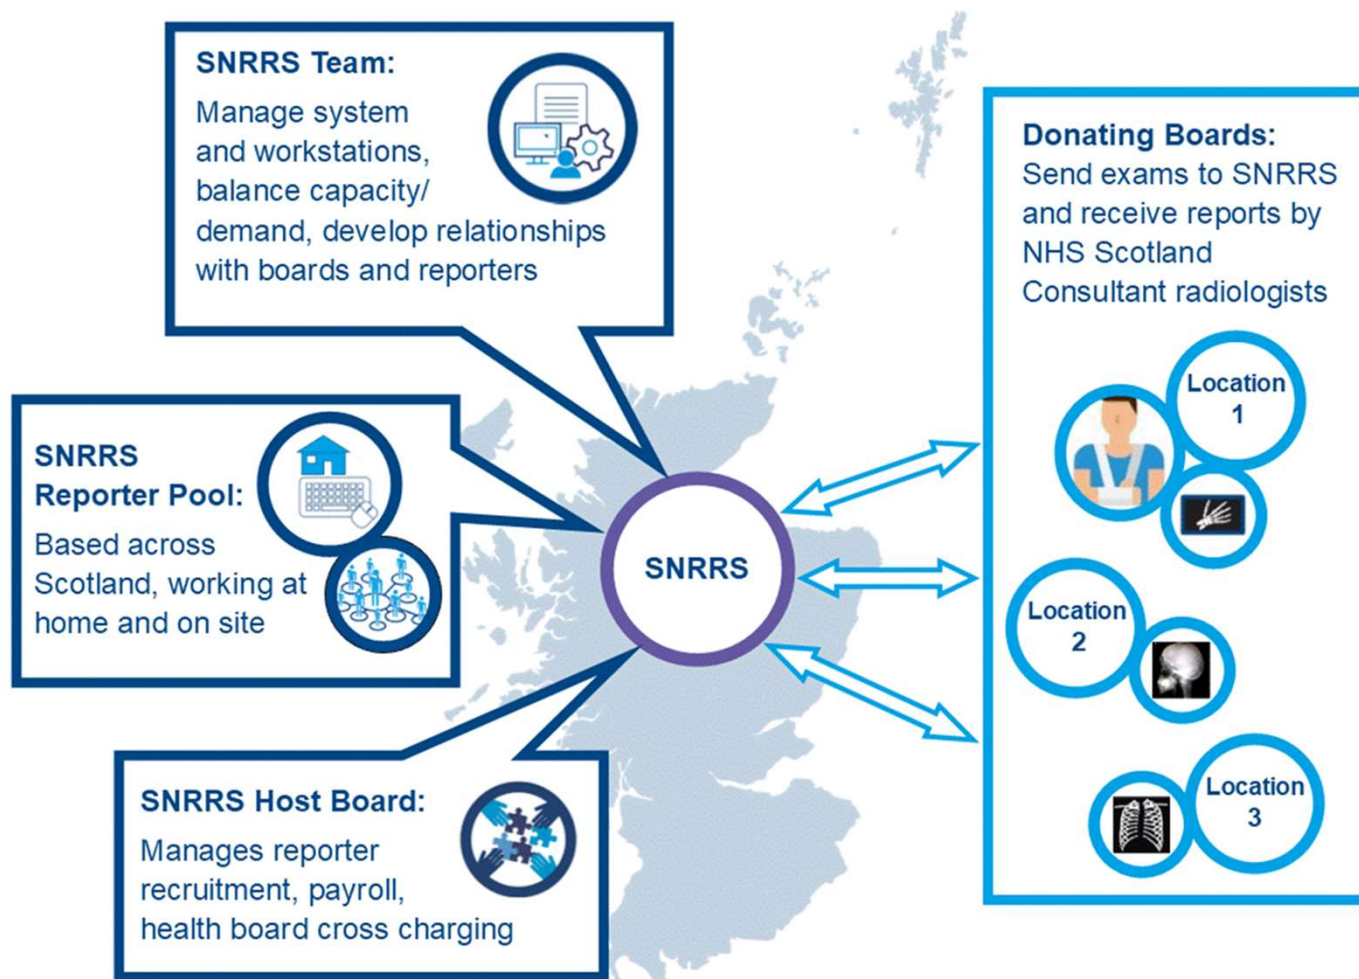 SNRRS Team:
Manage system
and workstations,
balance capacity/
demand, develop relationships
with boards and reporters
SNRRS
Reporter Pool:
Based across
Scotland, working at
home and on site
SNRRS Host Board:
Manages reporter
recruitment, payroll,
health board cross charging
SNRRS
Donating Boards:
Send exams to SNRRS
and receive reports by
NHS Scotland
Consultant radiologists
Location
1
Location
2
Location
3